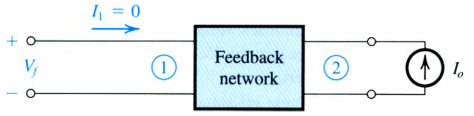 I₁ = 0
+
V_f
−
①
Feedback
network
②
I_o